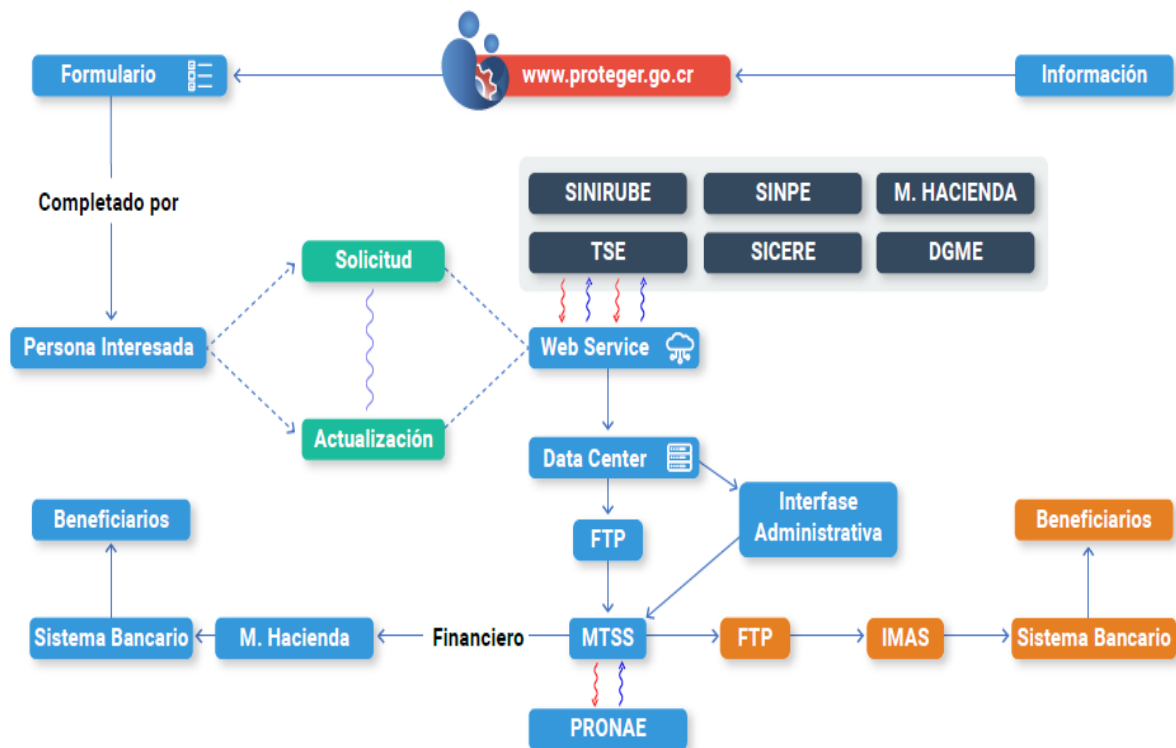 Formulario
www.proteger.go.cr
Información
Completado por
SINIRUBE
SINPE
M. HACIENDA
TSE
SICERE
DGME
Solicitud
Persona Interesada
Web Service
Actualización
Data Center
Interfase
Administrativa
Beneficiarios
Beneficiarios
FTP
Sistema Bancario
M. Hacienda
Financiero
MTSS
FTP
IMAS
Sistema Bancario
PRONAE